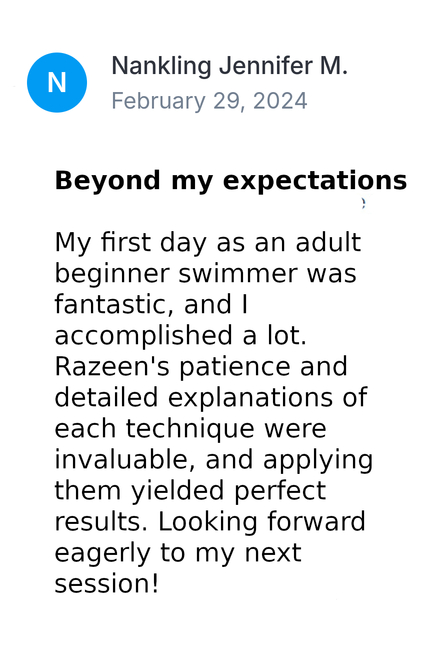 N
Nankling Jennifer M.
February 29, 2024
Beyond my expectations
My first day as an adult
beginner swimmer was
fantastic, and I
accomplished a lot.
Razeen's patience and
detailed explanations of
each technique were
invaluable, and applying
them yielded perfect
results. Looking forward
eagerly to my next
session!